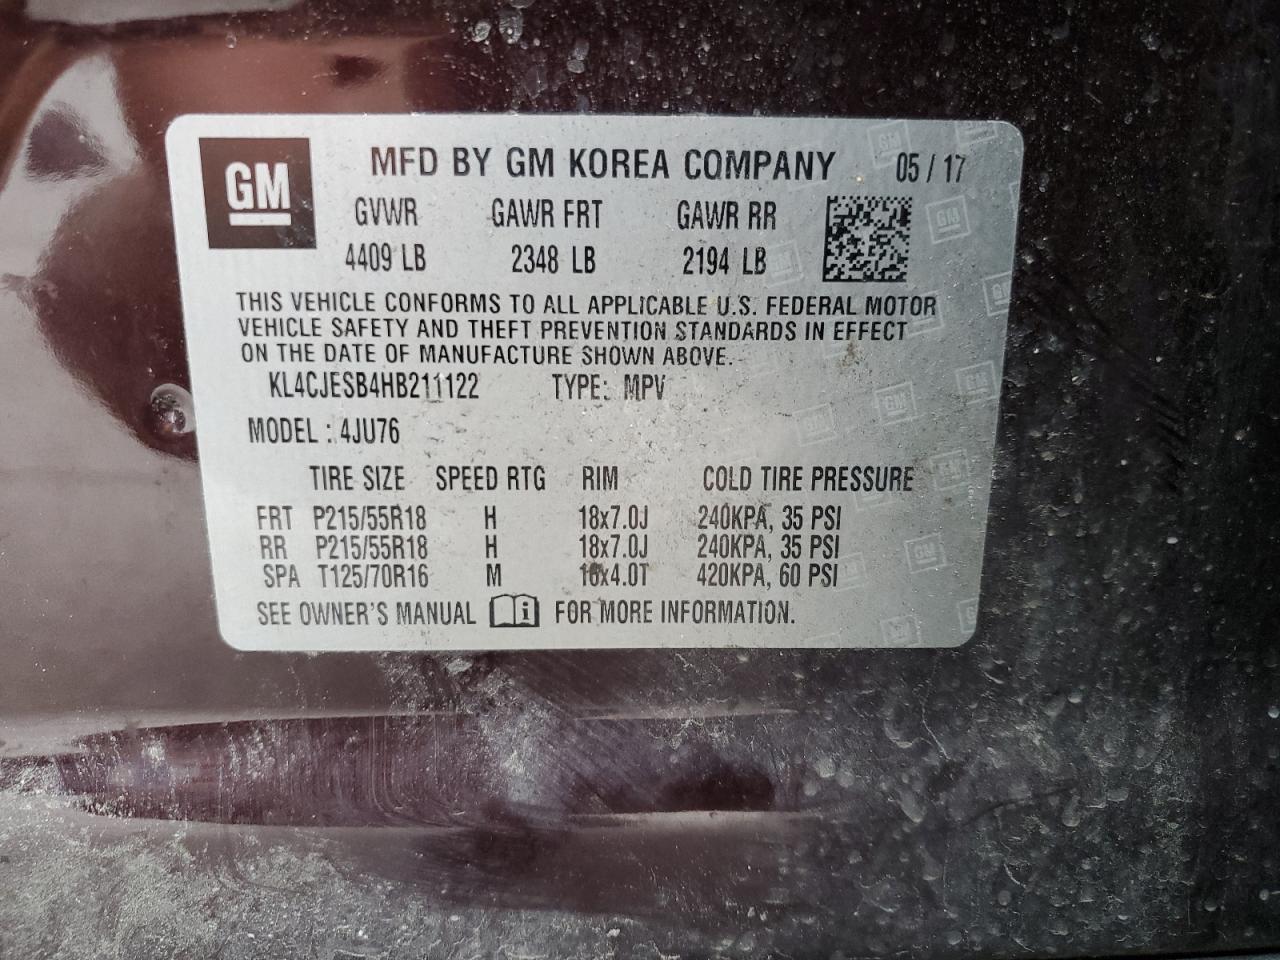 GM MFD BY GM KOREA COMPANY 05 / 17
GVWR GAWR FRT GAWR RR
4409 LB 2348 LB 2194 LB
THIS VEHICLE CONFORMS TO ALL APPLICABLE U.S. FEDERAL MOTOR
VEHICLE SAFETY AND THEFT PREVENTION STANDARDS IN EFFECT
ON THE DATE OF MANUFACTURE SHOWN ABOVE.
KL4CJESB4HB211122 TYPE: MPV
MODEL : 4JU76
TIRE SIZE SPEED RTG RIM COLD TIRE PRESSURE
FRT P215/55R18 H 18x7.0J 240KPA, 35 PSI
RR P215/55R18 H 18x7.0J 240KPA, 35 PSI
SPA T125/70R16 M 16x4.0T 420KPA, 60 PSI
SEE OWNER'S MANUAL i FOR MORE INFORMATION.